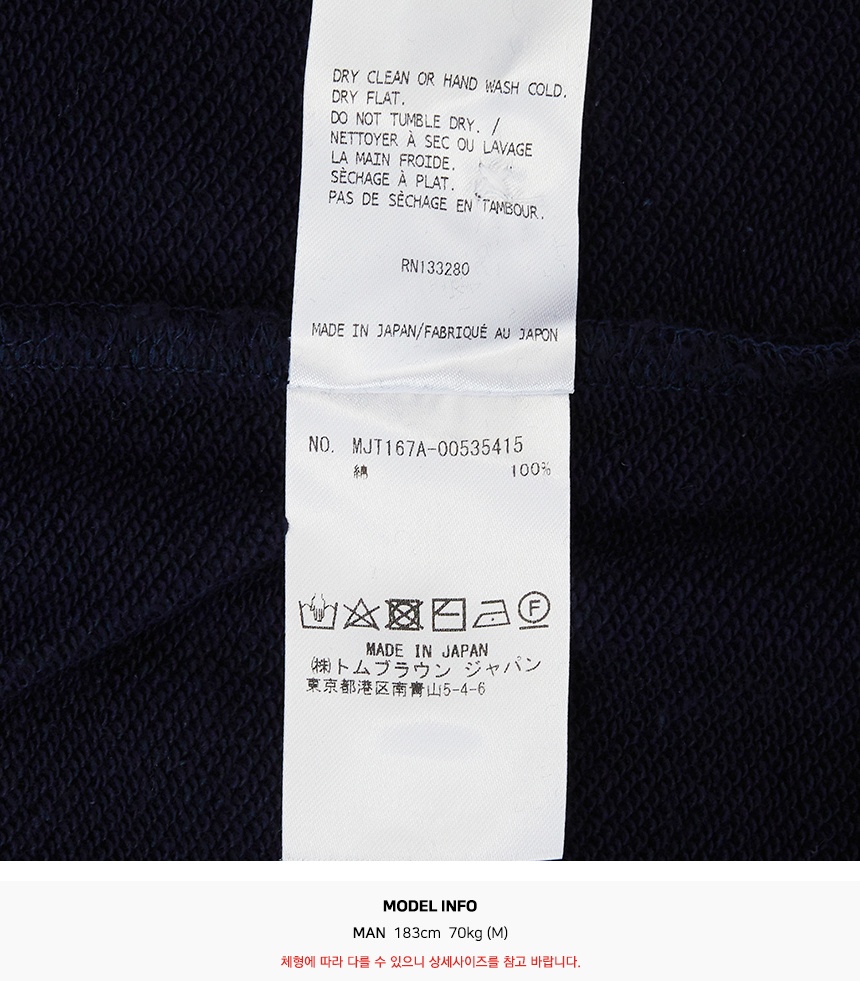 DRY CLEAN OR HAND WASH COLD.
DRY FLAT.
DO NOT TUMBLE DRY. /
NETTOYER À SEC OU LAVAGE
LA MAIN FROIDE.
SÈCHAGE À PLAT.
PAS DE SÈCHAGE EN TAMBOUR.
RN133280
MADE IN JAPAN/FABRIQUÉ AU JAPON
NO. MJT167A-00535415
綿 100%
F
MADE IN JAPAN
(株)トムブラウン ジャパン
東京都港区南青山5-4-6
MODEL INFO
MAN 183cm 70kg (M)
체형에 따라 다를 수 있으니 상세사이즈를 참고 바랍니다.